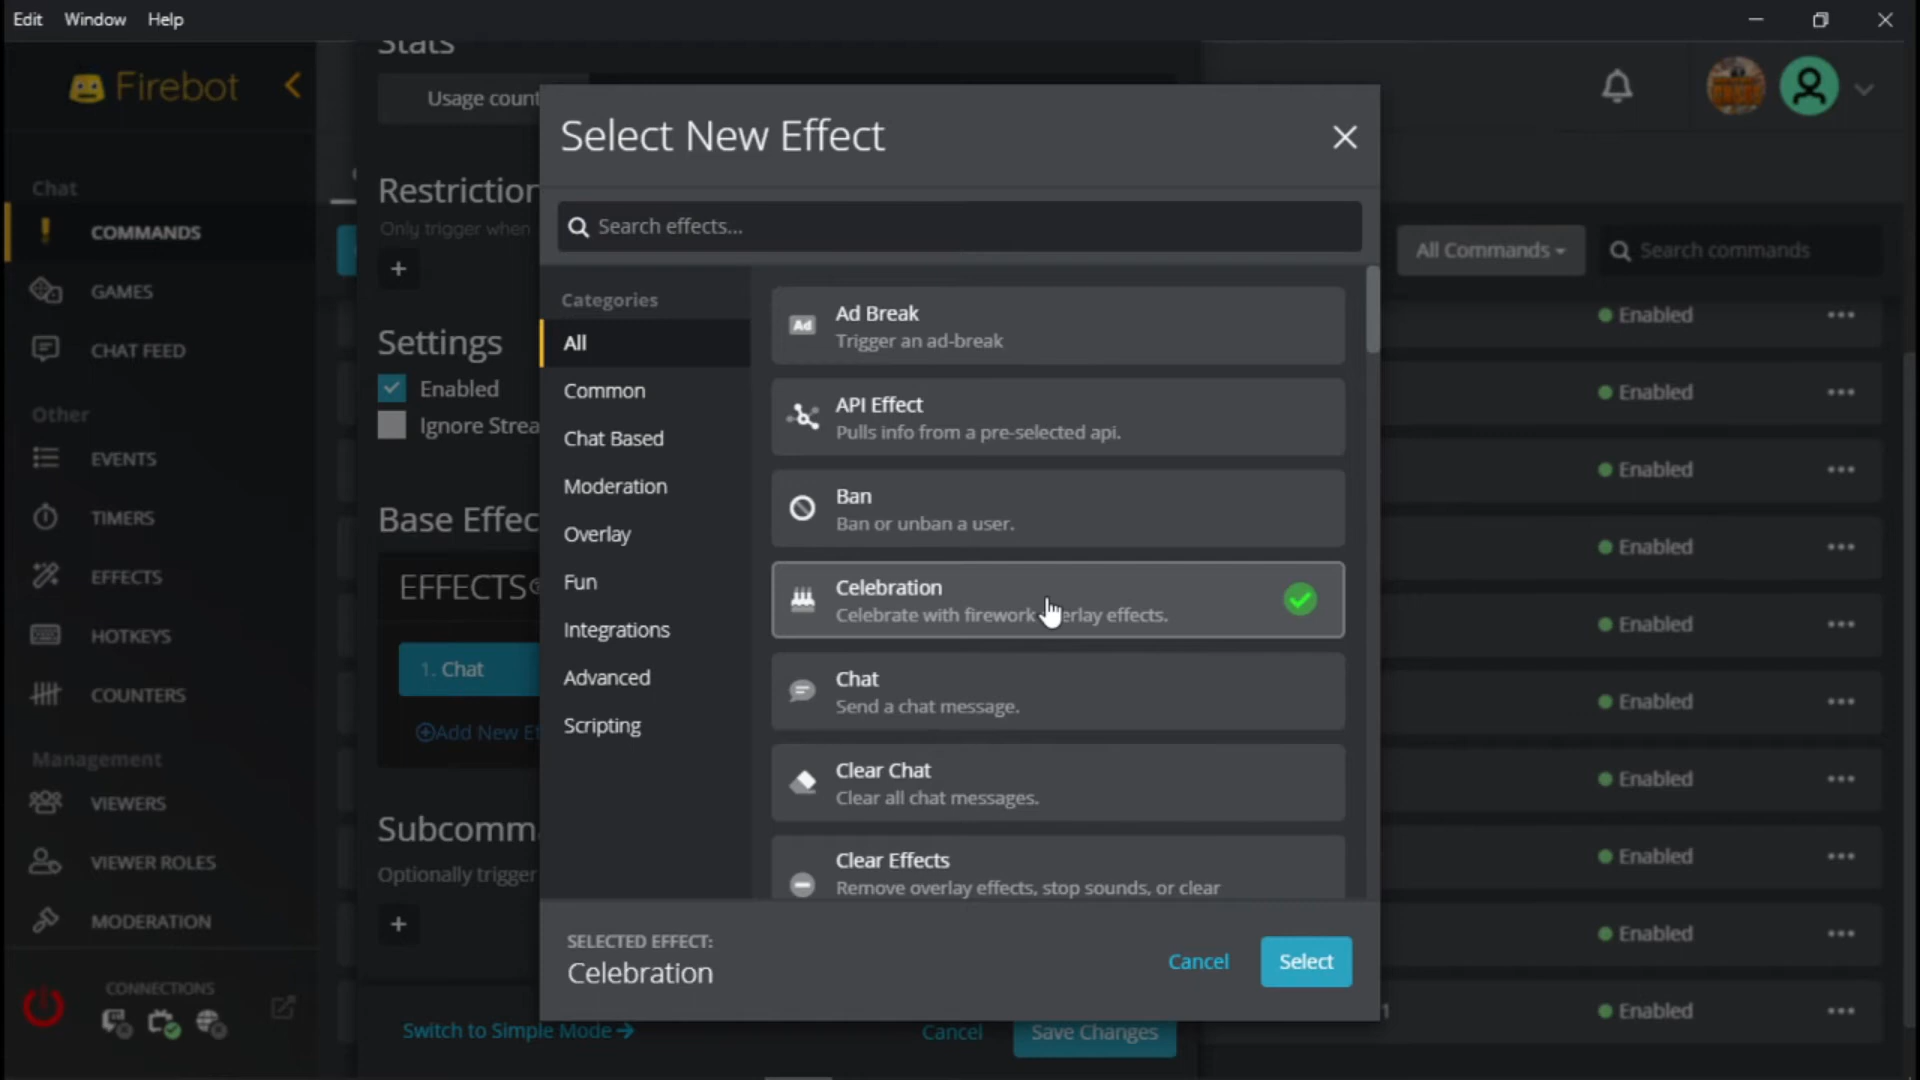 Edit Window Help
Firebot
Chat
COMMANDS
GAMES
CHAT FEED
Other
EVENTS
TIMERS
EFFECTS
HOTKEYS
COUNTERS
Management
VIEWERS
VIEWER ROLES
MODERATION
CONNECTIONS
Stats
Usage count
Restriction
Only trigger when
+
Settings
Enabled
Ignore Strea
Base Effec
EFFECTS
1. Chat
Add New Ef
Subcomma
Optionally trigger
+
Switch to Simple Mode →
Cancel
Save Changes
Select New Effect
Search effects...
Categories
All
Common
Chat Based
Moderation
Overlay
Fun
Integrations
Advanced
Scripting
Ad
Ad Break
Trigger an ad-break
API Effect
Pulls info from a pre-selected api.
Ban
Ban or unban a user.
Celebration
Celebrate with firework erlay effects.
Chat
Send a chat message.
Clear Chat
Clear all chat messages.
Clear Effects
Remove overlay effects, stop sounds, or clear
SELECTED EFFECT:
Celebration
Cancel
Select
All Commands
Search commands
Enabled
Enabled
Enabled
Enabled
Enabled
Enabled
Enabled
Enabled
Enabled
1 Enabled